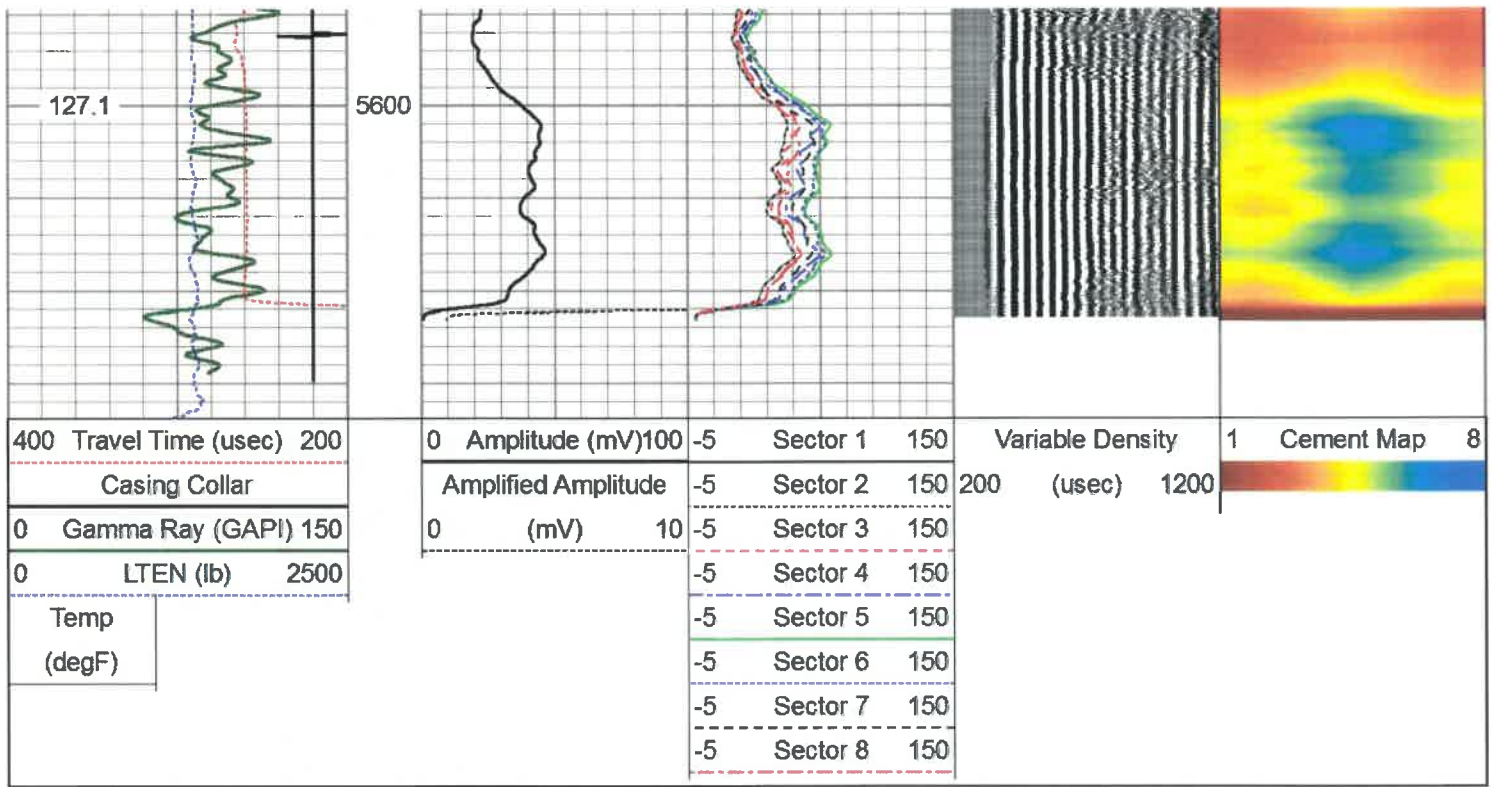 127.1
5600
400 Travel Time (usec) 200
Casing Collar
0 Gamma Ray (GAPI) 150
0 LTEN (lb) 2500
Temp
(degF)
0 Amplitude (mV)100
Amplified Amplitude
0 (mV) 10
-5 Sector 1 150
-5 Sector 2 150
-5 Sector 3 150
-5 Sector 4 150
-5 Sector 5 150
-5 Sector 6 150
-5 Sector 7 150
-5 Sector 8 150
Variable Density
200 (usec) 1200
1 Cement Map 8